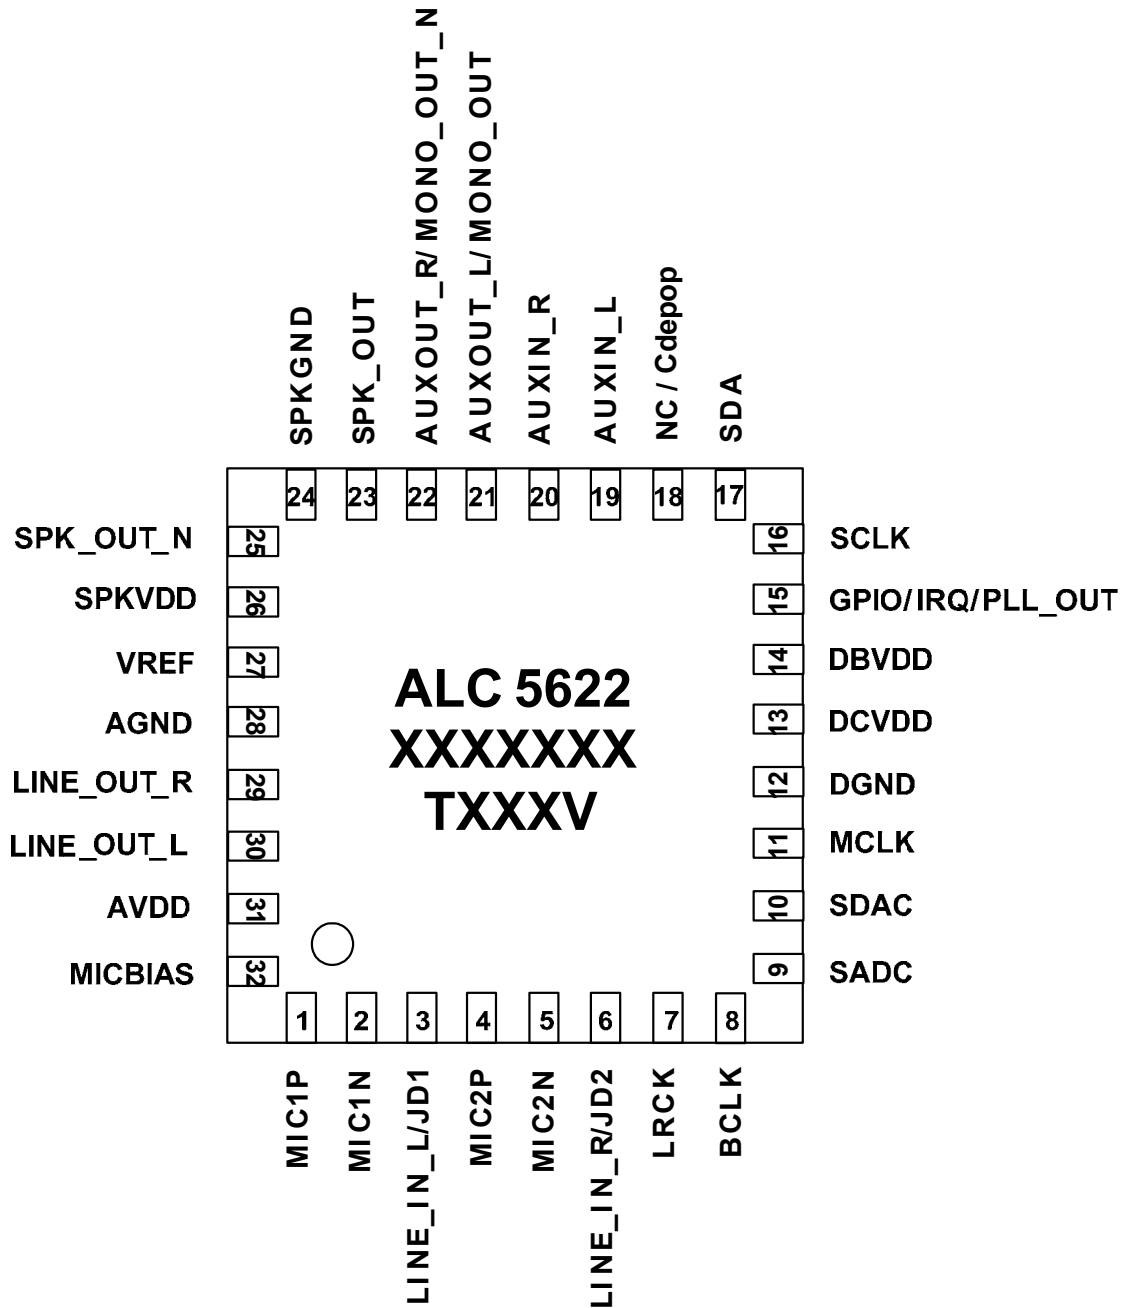 AUXOUT_R/MONO_OUT_N
AUXOUT_L/MONO_OUT
SPKGND
SPK_OUT
AUXIN_R
AUXIN_L
NC / Cdepop
SDA
24
23
22
21
20
19
18
17
SPK_OUT_N
25
16
SCLK
SPKVDD
26
15
GPIO/IRQ/PLL_OUT
VREF
27
14
DBVDD
AGND
28
13
DCVDD
LINE_OUT_R
29
12
DGND
LINE_OUT_L
30
11
MCLK
AVDD
31
10
SDAC
MICBIAS
32
9
SADC
ALC 5622
XXXXXXX
TXXXV
1
2
3
4
5
6
7
8
MIC1P
MIC1N
LINE_IN_L/JD1
MIC2P
MIC2N
LINE_IN_R/JD2
LRCK
BCLK